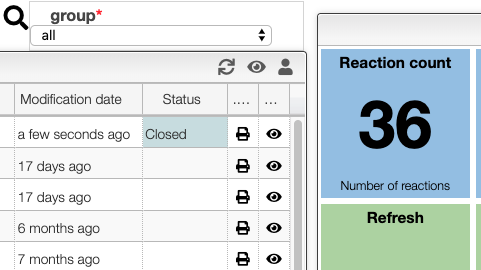 group*
all
Modification date Status .... ...
a few seconds ago Closed
17 days ago
17 days ago
6 months ago
7 months ago
Reaction count
36
Number of reactions
Refresh